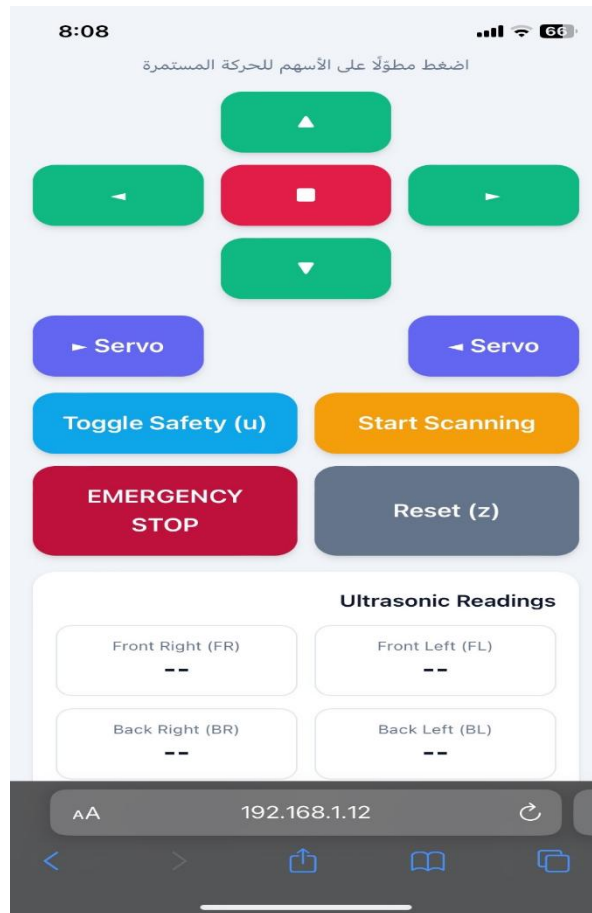 8:08
66
اضغط مطوّلًا على الأسهم للحركة المستمرة
▲
◄ ■ ►
▼
► Servo
◄ Servo
Toggle Safety (u)
Start Scanning
EMERGENCY
STOP
Reset (z)
Ultrasonic Readings
Front Right (FR)
--
Front Left (FL)
--
Back Right (BR)
--
Back Left (BL)
--
AA
192.168.1.12